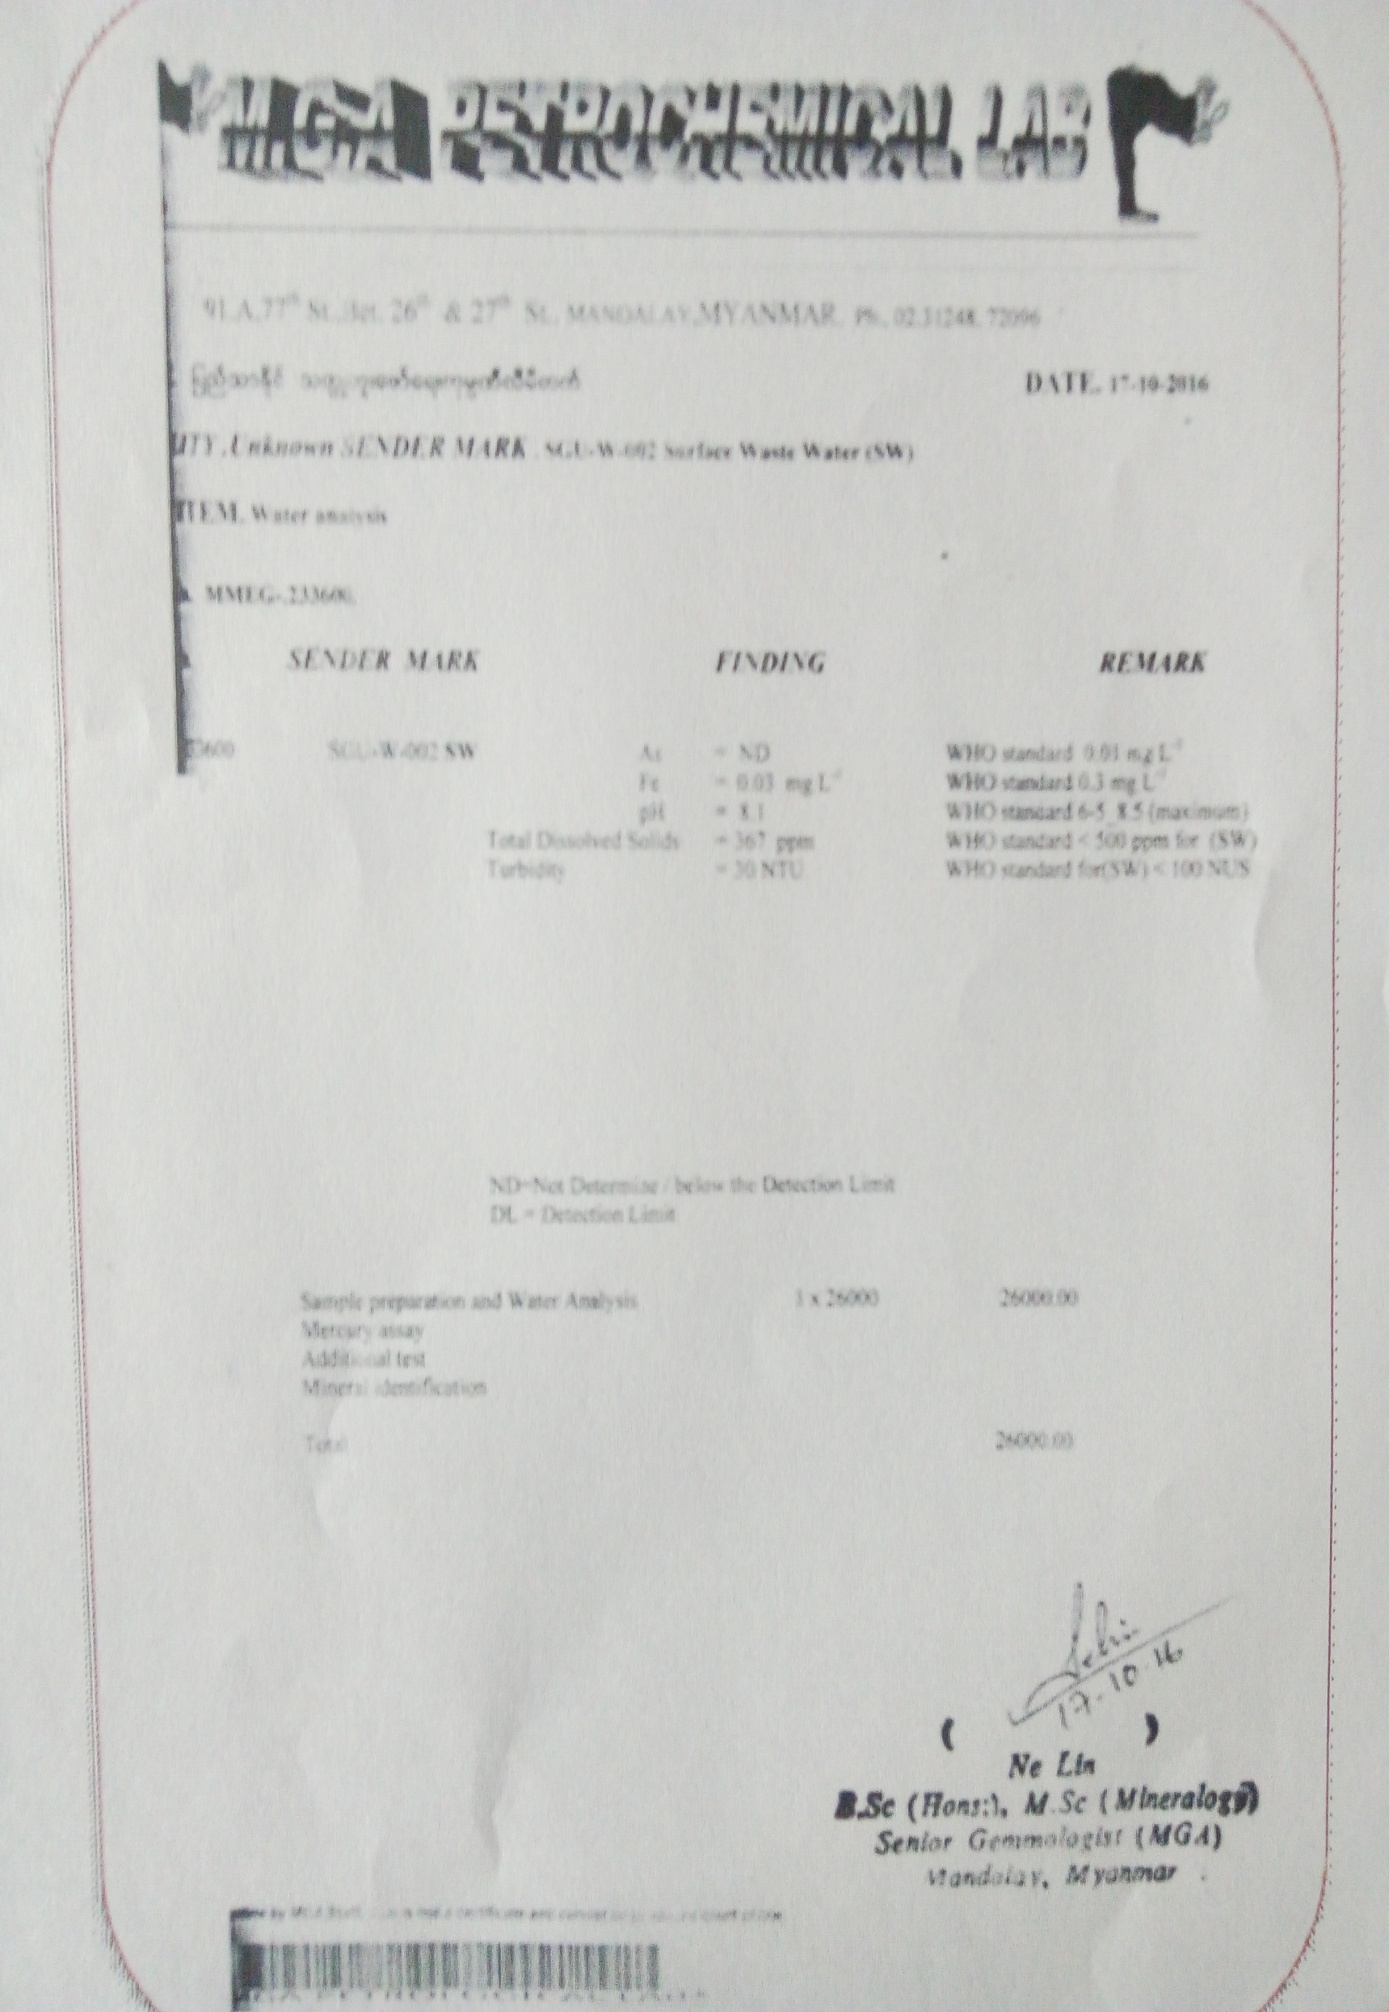 M.G.A PETROCHEMICAL LAB
91.A.77th St.,Bet. 26th & 27th St., MANDALAY,MYANMAR. Ph., 02.31248, 72096
DATE. 17-10-2016
ITY .Unknown SENDER MARK . SGU-W-002 Surface Waste Water (SW)
ITEM. Water analysis
MMEG-.233600.
SENDER MARK FINDING REMARK
3600 SGU-W-002 SW As = ND WHO standard 0.01 mg L-1
Fe = 0.03 mg L-1 WHO standard 0.3 mg L-1
pH = 8.1 WHO standard 6-5_8.5 (maximum)
Total Dissolved Solids = 367 ppm WHO standard < 500 ppm for (SW)
Turbidity = 30 NTU WHO standard for(SW) < 100 NUS
ND=Not Determine / below the Detection Limit
DL = Detection Limit
Sample preparation and Water Analysis 1 x 26000 26000.00
Mercury assay
Additional test
Mineral identification
Total 26000.00
17.10.16
( )
Ne Lin
B.Sc (Hons:), M.Sc (Mineralogy)
Senior Gemmologist (MGA)
Mandalay, Myanmar